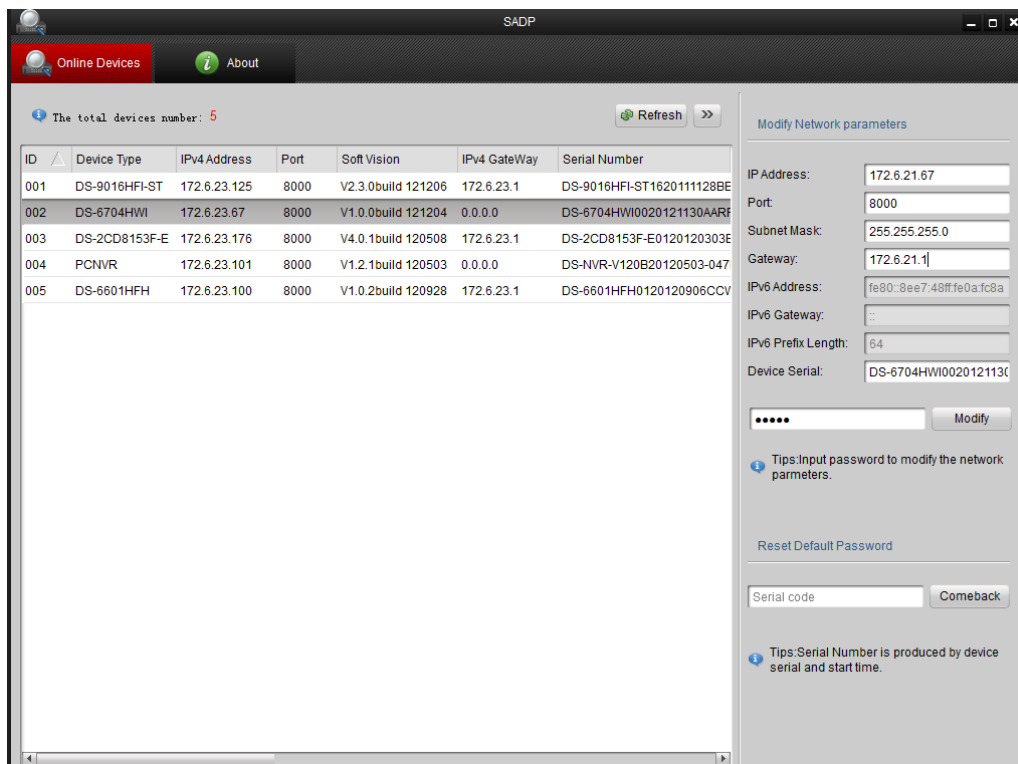 SADP
Online Devices
About
The total devices number: 5
Refresh
>>
ID Device Type IPv4 Address Port Soft Vision IPv4 GateWay Serial Number
001 DS-9016HFI-ST 172.6.23.125 8000 V2.3.0build 121206 172.6.23.1 DS-9016HFI-ST1620111128BE
002 DS-6704HWI 172.6.23.67 8000 V1.0.0build 121204 0.0.0.0 DS-6704HWI0020121130AARF
003 DS-2CD8153F-E 172.6.23.176 8000 V4.0.1build 120508 172.6.23.1 DS-2CD8153F-E0120120303E
004 PCNVR 172.6.23.101 8000 V1.2.1build 120503 0.0.0.0 DS-NVR-V120B20120503-047
005 DS-6601HFH 172.6.23.100 8000 V1.0.2build 120928 172.6.23.1 DS-6601HFH0120120906CCV
Modify Network parameters
IP Address: 172.6.21.67
Port: 8000
Subnet Mask: 255.255.255.0
Gateway: 172.6.21.1
IPv6 Address: fe80::8ee7:48ff:fe0a:fc8a
IPv6 Gateway: ::
IPv6 Prefix Length: 64
Device Serial: DS-6704HWI0020121130
●●●●● Modify
Tips:Input password to modify the network
parmeters.
Reset Default Password
Serial code Comeback
Tips:Serial Number is produced by device
serial and start time.